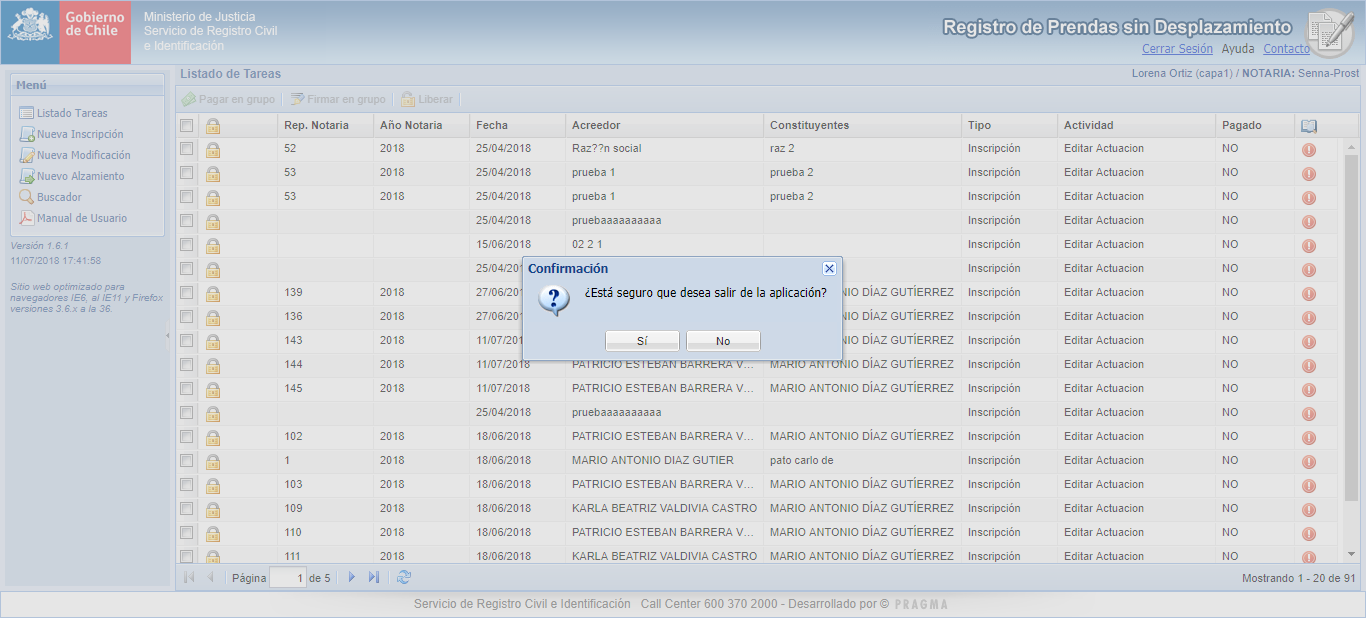 Gobierno
de Chile
Ministerio de Justicia
Servicio de Registro Civil
e Identificación
Registro de Prendas sin Desplazamiento
Cerrar Sesión Ayuda Contacto
Menú
Listado Tareas
Nueva Inscripción
Nueva Modificación
Nuevo Alzamiento
Buscador
Manual de Usuario
Versión 1.6.1
11/07/2018 17:41:58
Sitio web optimizado para
navegadores IE6, al IE11 y Firefox
versiones 3.6.x a la 36.
Listado de Tareas
Lorena Ortiz (capa1) / NOTARIA: Senna-Prost
Pagar en grupo Firmar en grupo Liberar
Rep. Notaria Año Notaria Fecha Acreedor Constituyentes Tipo Actividad Pagado
52 2018 25/04/2018 Raz??n social raz 2 Inscripción Editar Actuacion NO
53 2018 25/04/2018 prueba 1 prueba 2 Inscripción Editar Actuacion NO
53 2018 25/04/2018 prueba 1 prueba 2 Inscripción Editar Actuacion NO
25/04/2018 pruebaaaaaaaaaa Inscripción Editar Actuacion NO
15/06/2018 02 2 1 Inscripción Editar Actuacion NO
25/04/20 Inscripción Editar Actuacion NO
139 2018 27/06/20 NIO DÍAZ GUTÍERREZ Inscripción Editar Actuacion NO
136 2018 27/06/20 NIO DÍAZ GUTÍERREZ Inscripción Editar Actuacion NO
143 2018 11/07/20 NIO DÍAZ GUTÍERREZ Inscripción Editar Actuacion NO
144 2018 11/07/2018 PATRICIO ESTEBAN BARRERA V... MARIO ANTONIO DÍAZ GUTÍERREZ Inscripción Editar Actuacion NO
145 2018 11/07/2018 PATRICIO ESTEBAN BARRERA V... MARIO ANTONIO DÍAZ GUTÍERREZ Inscripción Editar Actuacion NO
25/04/2018 pruebaaaaaaaaaa Inscripción Editar Actuacion NO
102 2018 18/06/2018 PATRICIO ESTEBAN BARRERA V... MARIO ANTONIO DÍAZ GUTÍERREZ Inscripción Editar Actuacion NO
1 2018 18/06/2018 MARIO ANTONIO DIAZ GUTIER pato carlo de Inscripción Editar Actuacion NO
103 2018 18/06/2018 PATRICIO ESTEBAN BARRERA V... MARIO ANTONIO DÍAZ GUTÍERREZ Inscripción Editar Actuacion NO
109 2018 18/06/2018 KARLA BEATRIZ VALDIVIA CASTRO MARIO ANTONIO DÍAZ GUTÍERREZ Inscripción Editar Actuacion NO
110 2018 18/06/2018 PATRICIO ESTEBAN BARRERA V... MARIO ANTONIO DÍAZ GUTÍERREZ Inscripción Editar Actuacion NO
111 2018 18/06/2018 KARLA BEATRIZ VALDIVIA CASTRO MARIO ANTONIO DÍAZ GUTÍERREZ Inscripción Editar Actuacion NO
Confirmación
¿Está seguro que desea salir de la aplicación?
Sí No
Página 1 de 5
Mostrando 1 - 20 de 91
Servicio de Registro Civil e Identificación Call Center 600 370 2000 - Desarrollado por © PRAGMA